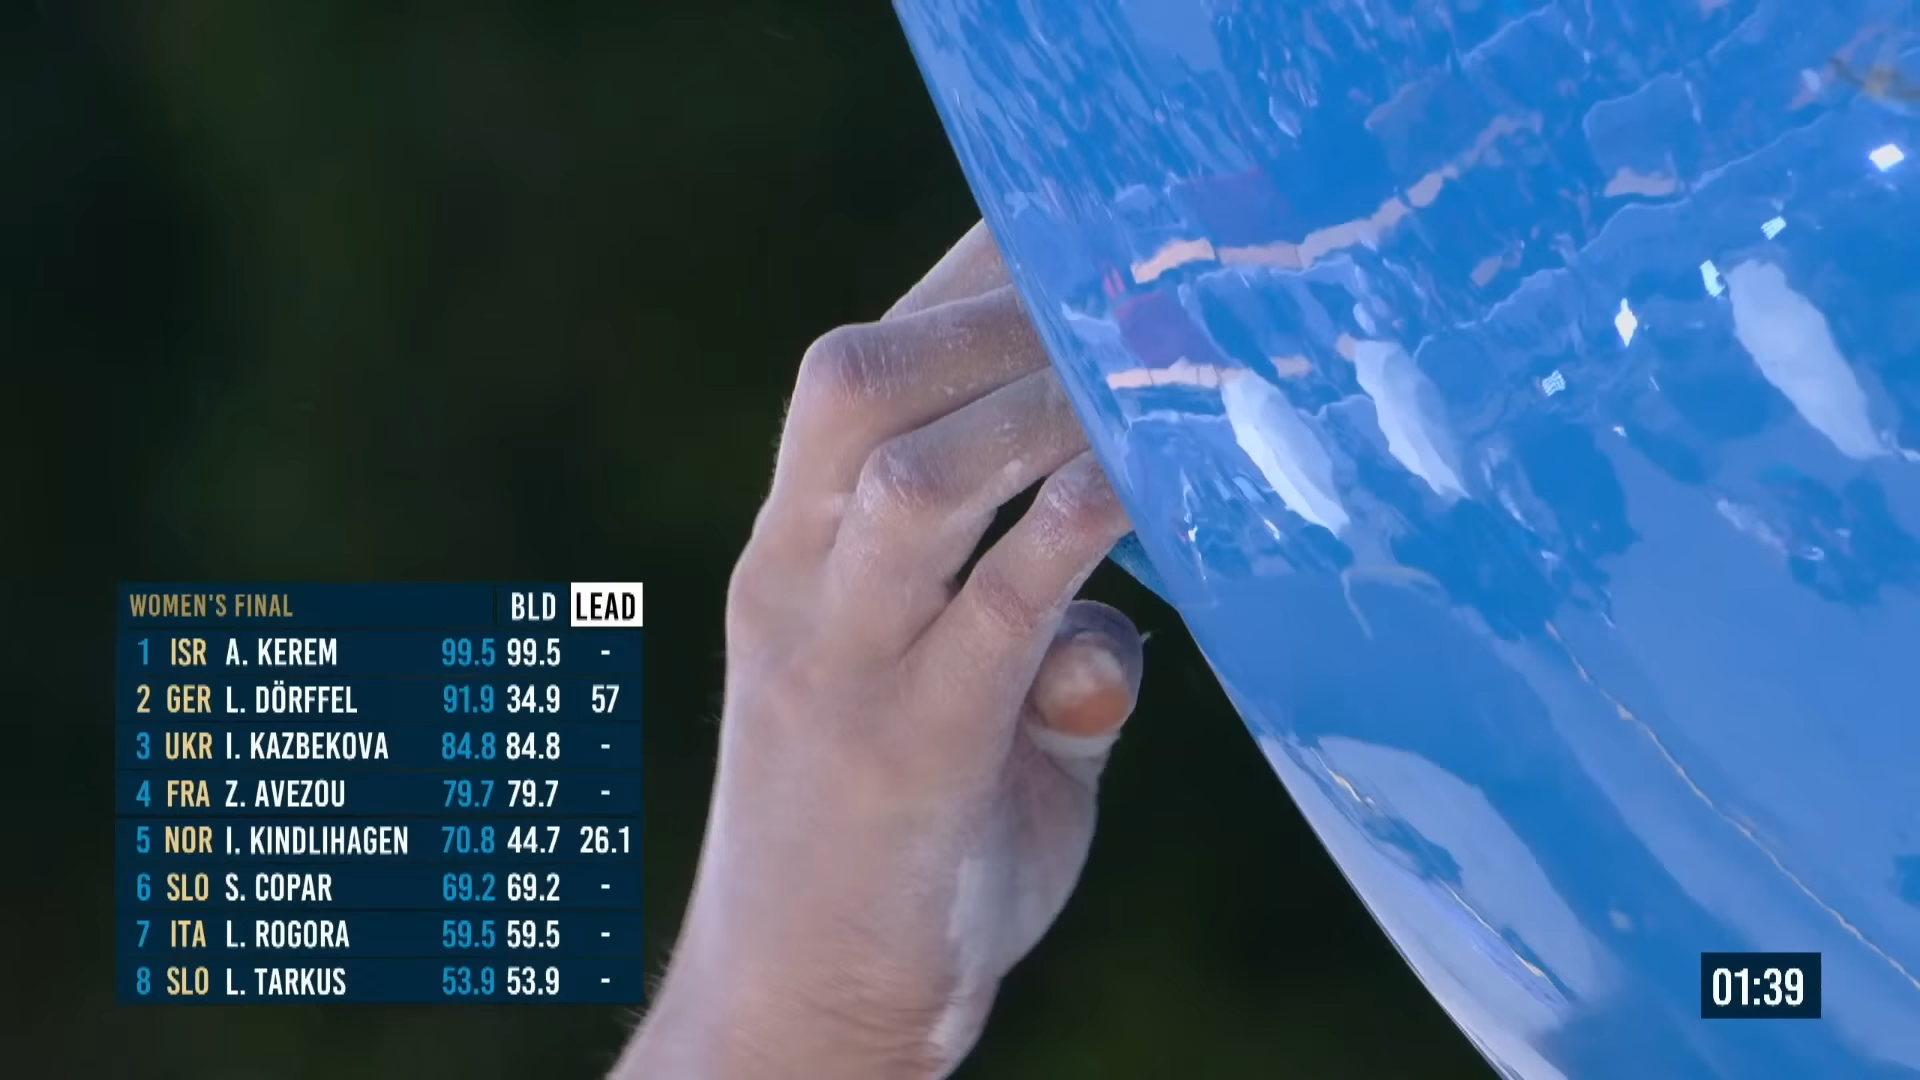 WOMEN'S FINAL BLD LEAD
1 ISR A. KEREM 99.5 99.5 -
2 GER L. DÖRFFEL 91.9 34.9 57
3 UKR I. KAZBEKOVA 84.8 84.8 -
4 FRA Z. AVEZOU 79.7 79.7 -
5 NOR I. KINDLIHAGEN 70.8 44.7 26.1
6 SLO S. COPAR 69.2 69.2 -
7 ITA L. ROGORA 59.5 59.5 -
8 SLO L. TARKUS 53.9 53.9 -
01:39